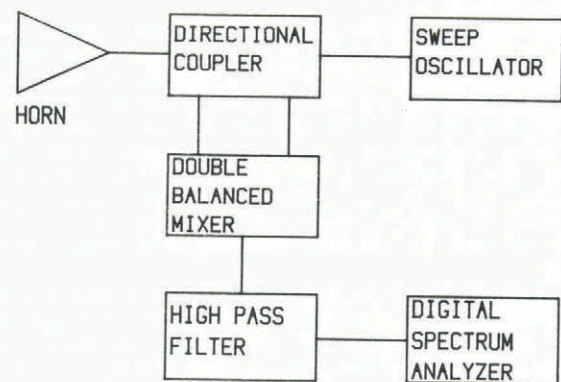 DIRECTIONAL
COUPLER
SWEEP
OSCILLATOR
HORN
DOUBLE
BALANCED
MIXER
HIGH PASS
FILTER
DIGITAL
SPECTRUM
ANALYZER